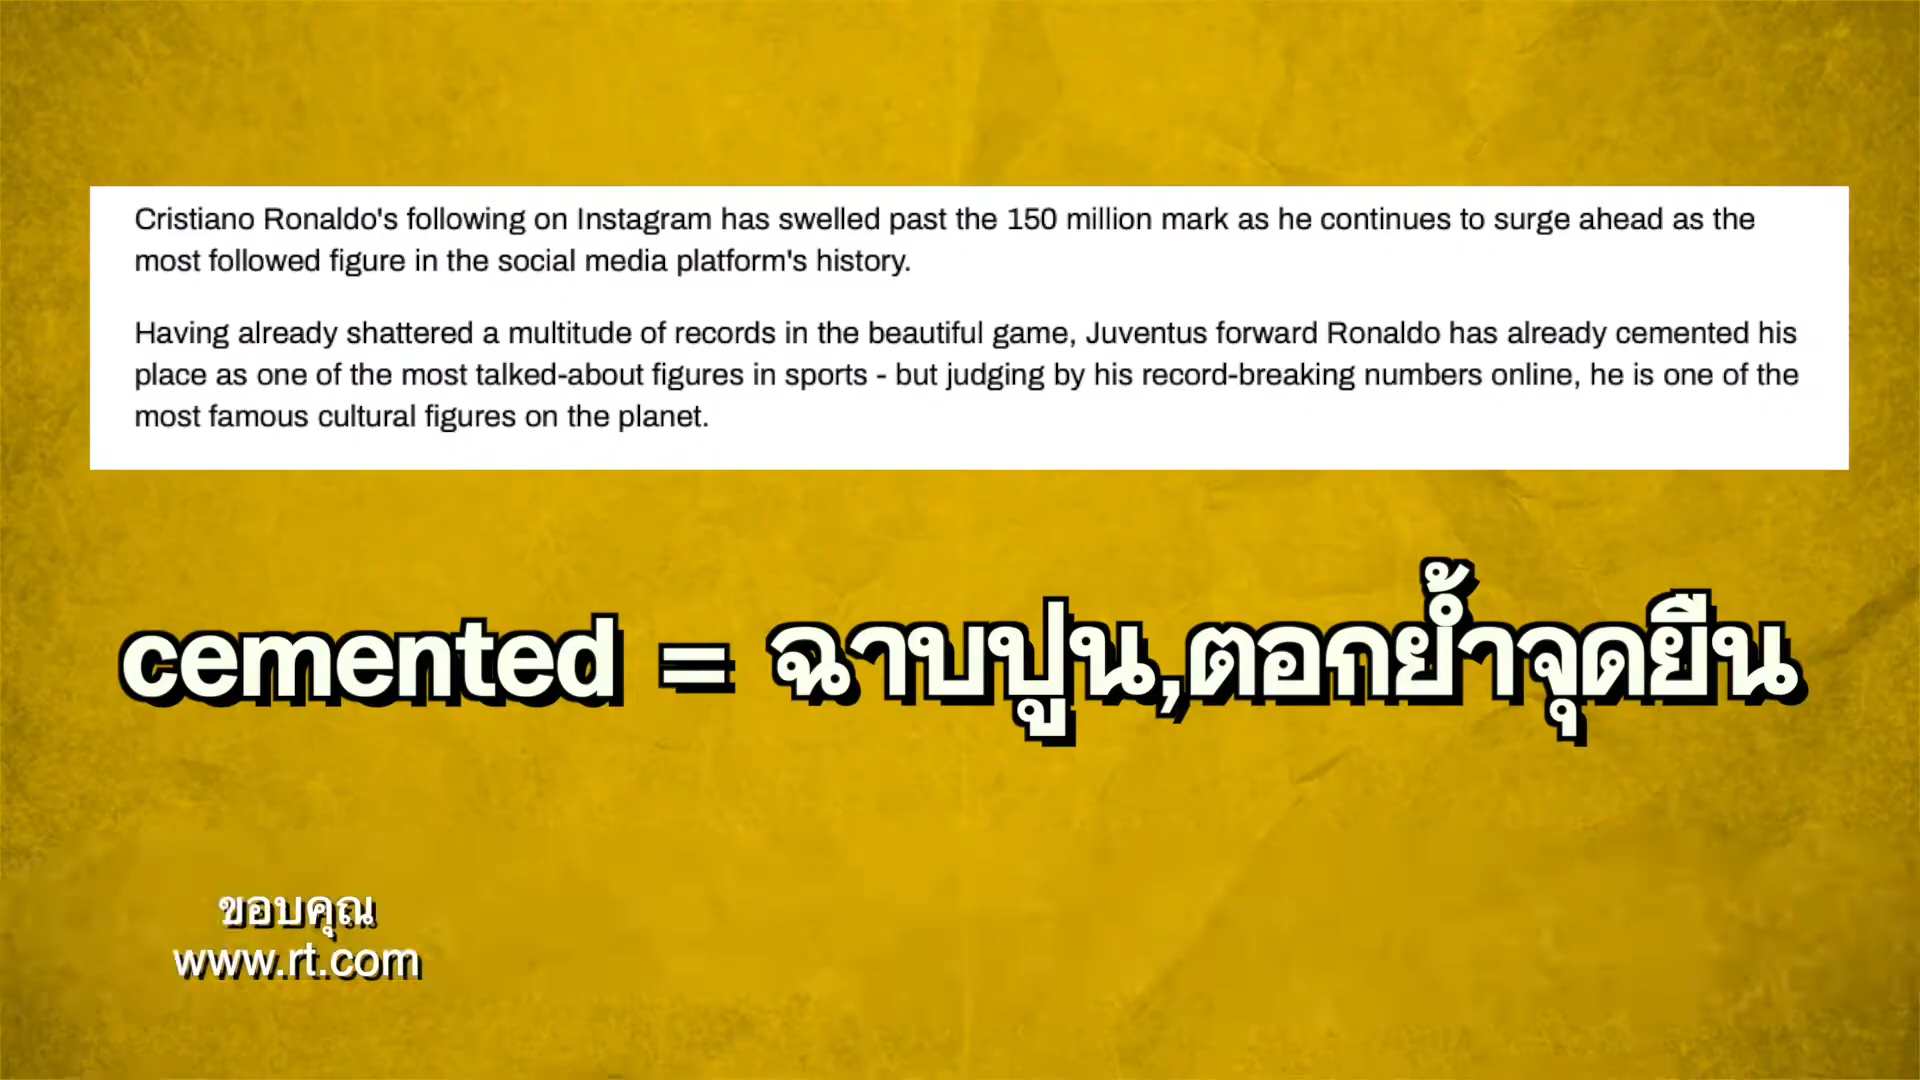 Cristiano Ronaldo's following on Instagram has swelled past the 150 million mark as he continues to surge ahead as the
most followed figure in the social media platform's history.
Having already shattered a multitude of records in the beautiful game, Juventus forward Ronaldo has already cemented his
place as one of the most talked-about figures in sports - but judging by his record-breaking numbers online, he is one of the
most famous cultural figures on the planet.
cemented = ฉาบปูน,ตอกย้ำจุดยืน
ขอบคุณ
www.rt.com